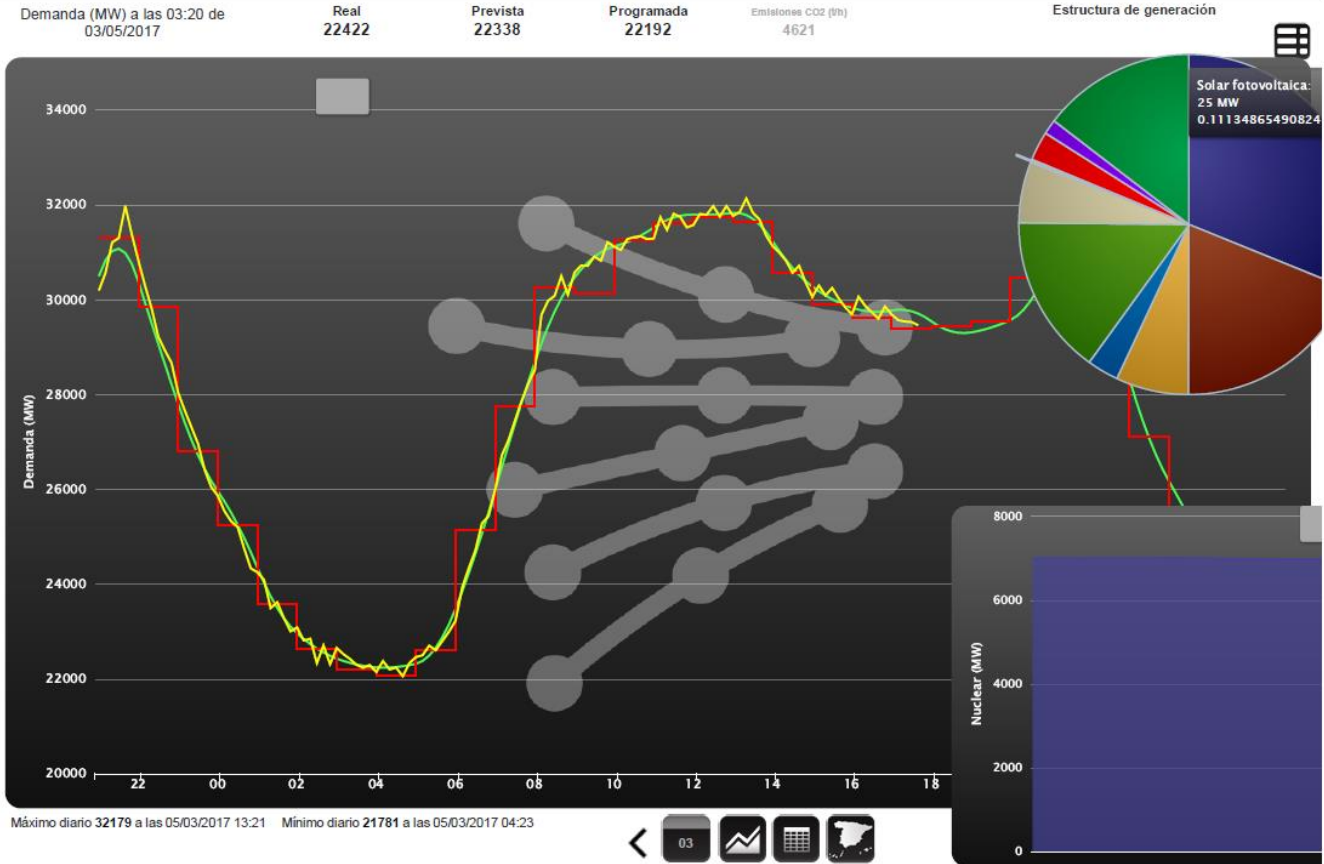 Demanda (MW) a las 03:20 de
03/05/2017
Real
22422
Prevista
22338
Programada
22192
Emisiones CO2 (t/h)
4621
Estructura de generación
Solar fotovoltaica:
25 MW
0.11134865490824
34000
32000
30000
28000
26000
24000
22000
20000
Demanda (MW)
22
00
02
04
06
08
10
12
14
16
18
8000
6000
4000
2000
0
Nuclear (MW)
Máximo diario 32179 a las 05/03/2017 13:21 Mínimo diario 21781 a las 05/03/2017 04:23
03